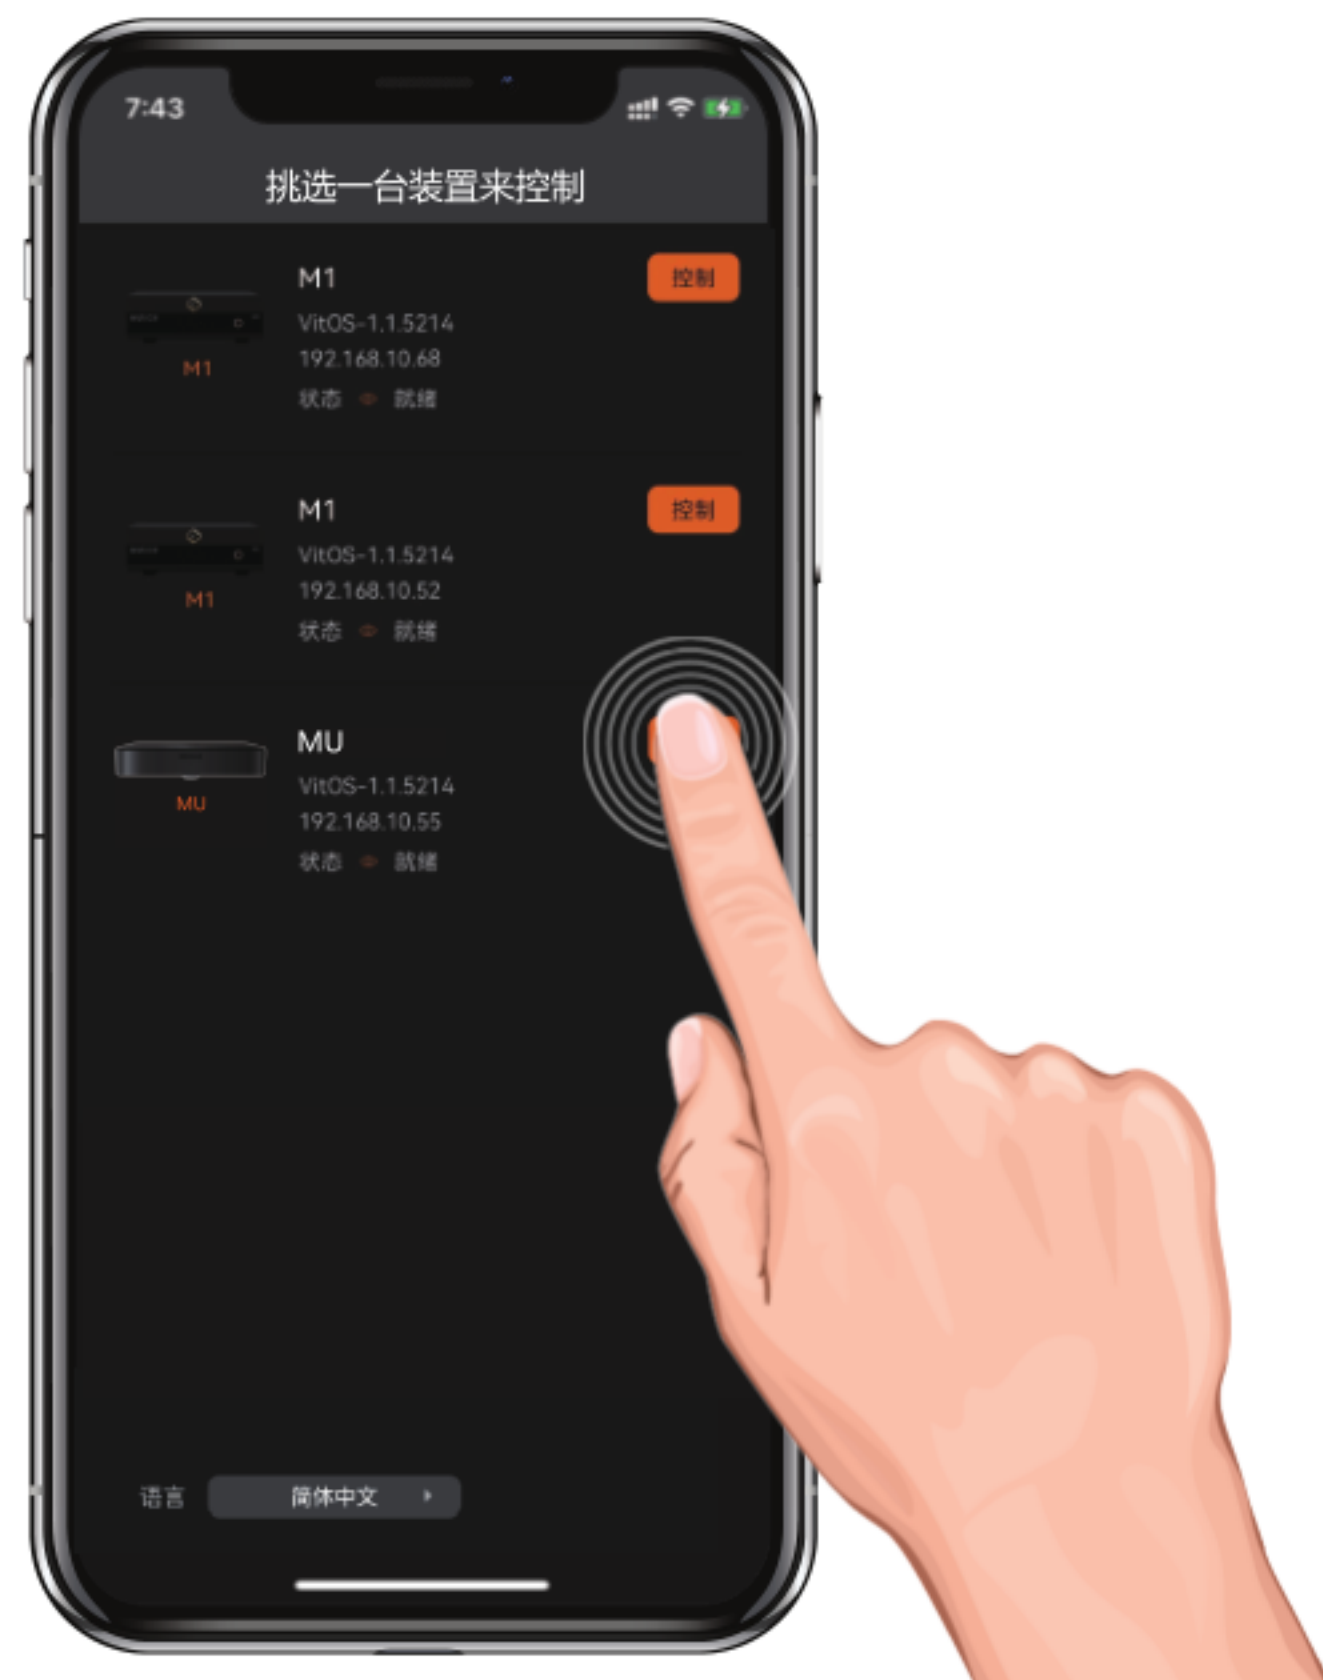 7:43
挑选一台装置来控制
M1
控制
VitOS-1.1.5214
192.168.10.68
M1
状态 就绪
M1
控制
VitOS-1.1.5214
192.168.10.52
M1
状态 就绪
MU
VitOS-1.1.5214
MU
192.168.10.55
状态 就绪
语言 简体中文